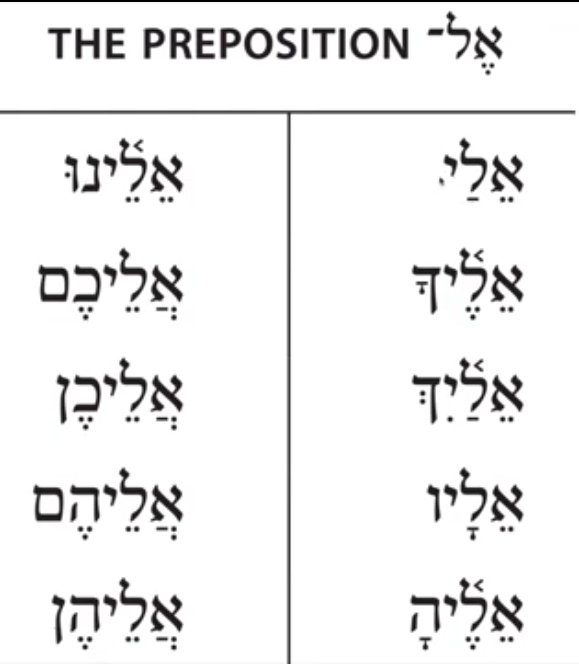 THE PREPOSITION אֶל־
אֵלַי אֵלֵ֫ינוּ
אֵלֶ֫יךָ אֲלֵיכֶם
אֵלַ֫יִךְ אֲלֵיכֶן
אֵלָיו אֲלֵיהֶם
אֵלֶ֫יהָ אֲלֵיהֶן